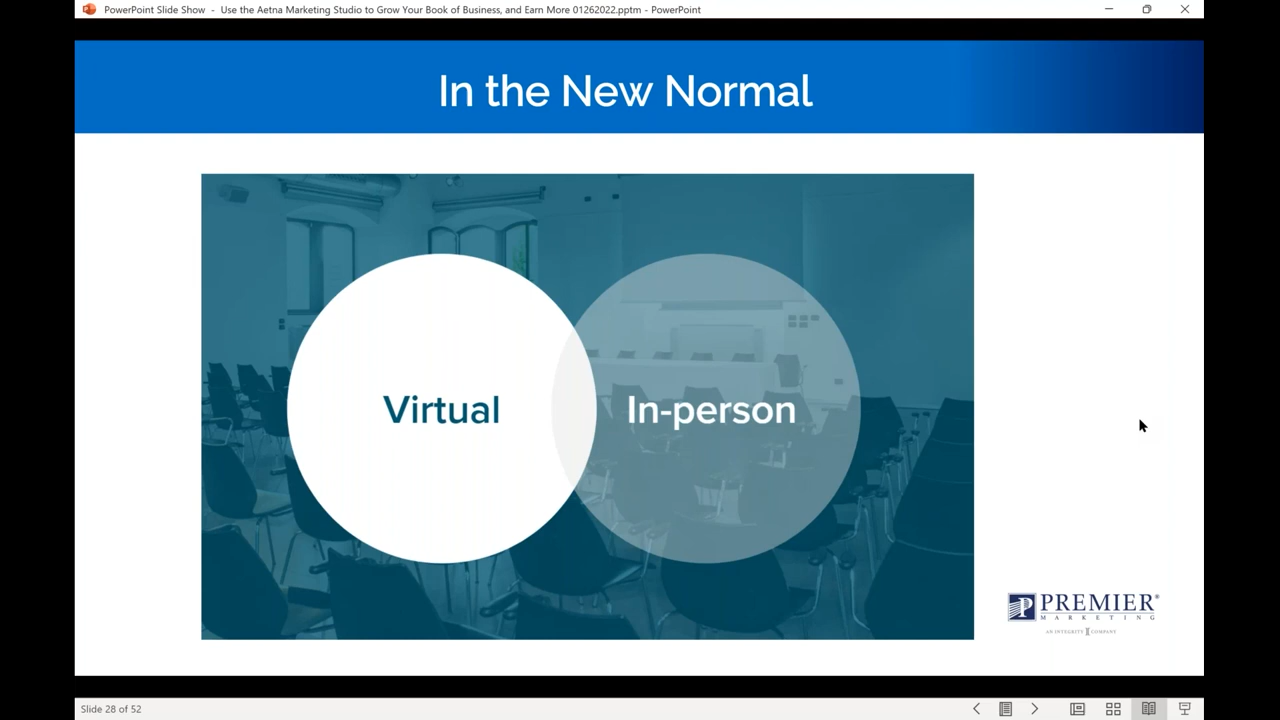 PowerPoint Slide Show - Use the Aetna Marketing Studio to Grow Your Book of Business, and Earn More 01262022.pptm - PowerPoint
In the New Normal
Virtual
In-person
PREMIER®
MARKETING
AN INTEGRITY COMPANY
Slide 28 of 52